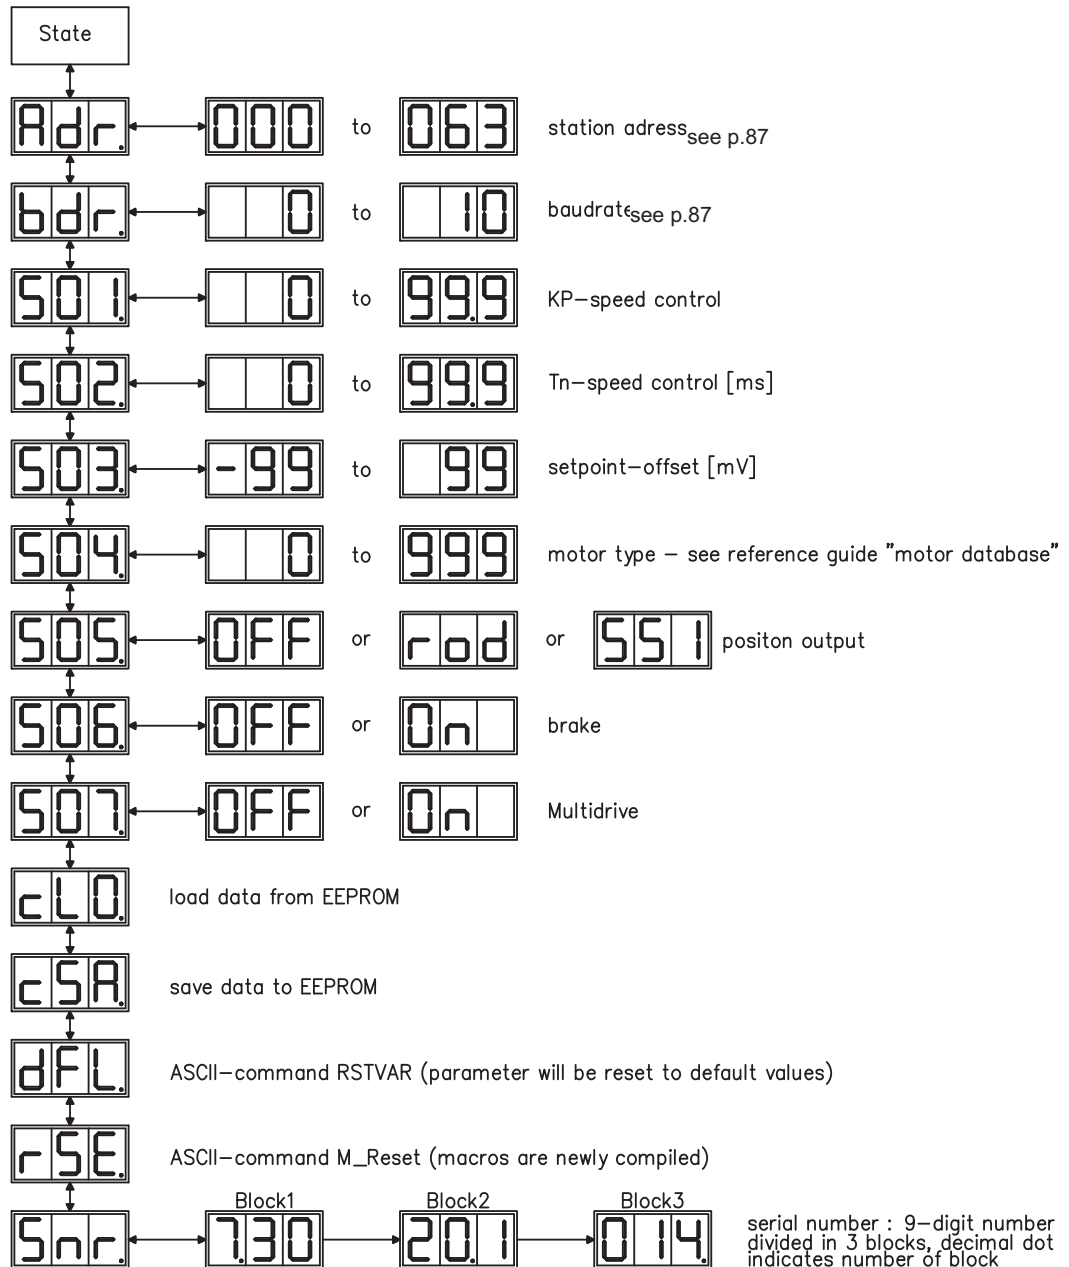 State
Adr. 000 to 063 station adress see p.87
bdr. 0 to 10 baudrate see p.87
S01. 0 to 99.9 KP-speed control
S02. 0 to 99.9 Tn-speed control [ms]
S03. -99 to 99 setpoint-offset [mV]
S04. 0 to 999 motor type - see reference guide "motor database"
S05. OFF or rod or SS1 positon output
S06. OFF or On brake
S07. OFF or On Multidrive
cLO. load data from EEPROM
cSA. save data to EEPROM
dFL. ASCII-command RSTVAR (parameter will be reset to default values)
rSE. ASCII-command M_Reset (macros are newly compiled)
Block1 Block2 Block3
Snr. 7.30 20.1 014. serial number : 9-digit number
divided in 3 blocks, decimal dot
indicates number of block